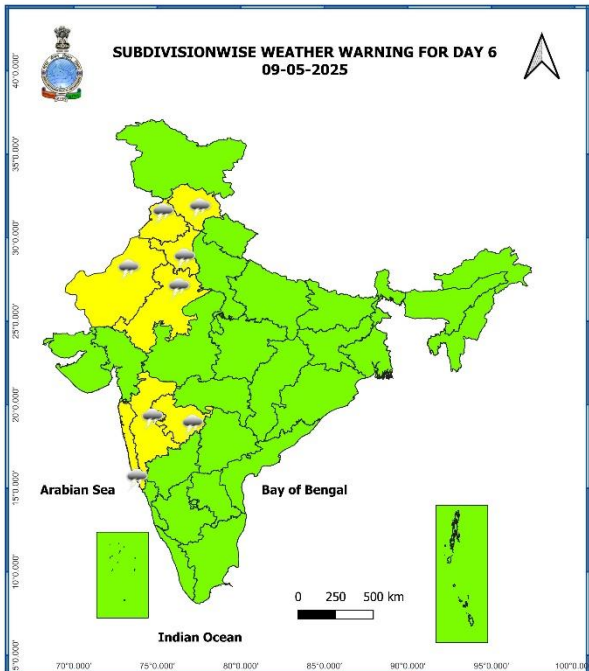 SUBDIVISIONWISE WEATHER WARNING FOR DAY 6
09-05-2025
40°0.000'
35°0.000'
30°0.000'
25°0.000'
20°0.000'
15°0.000'
10°0.000'
5°0.000'
Arabian Sea
Bay of Bengal
0 250 500 km
Indian Ocean
70°0.000' 75°0.000' 80°0.000' 85°0.000' 90°0.000' 95°0.000' 100°0.0